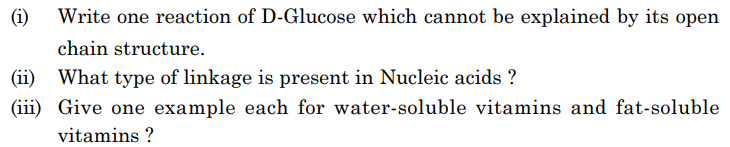 (i) Write one reaction of D-Glucose which cannot be explained by its open
chain structure.
(ii) What type of linkage is present in Nucleic acids ?
(iii) Give one example each for water-soluble vitamins and fat-soluble
vitamins ?